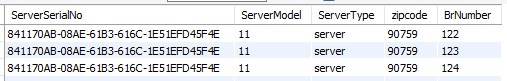 ServerSerialNo ServerModel ServerType zipcode BrNumber
841170AB-08AE-61B3-616C-1E51EFD45F4E 11 server 90759 122
841170AB-08AE-61B3-616C-1E51EFD45F4E 11 server 90759 123
841170AB-08AE-61B3-616C-1E51EFD45F4E 11 server 90759 124